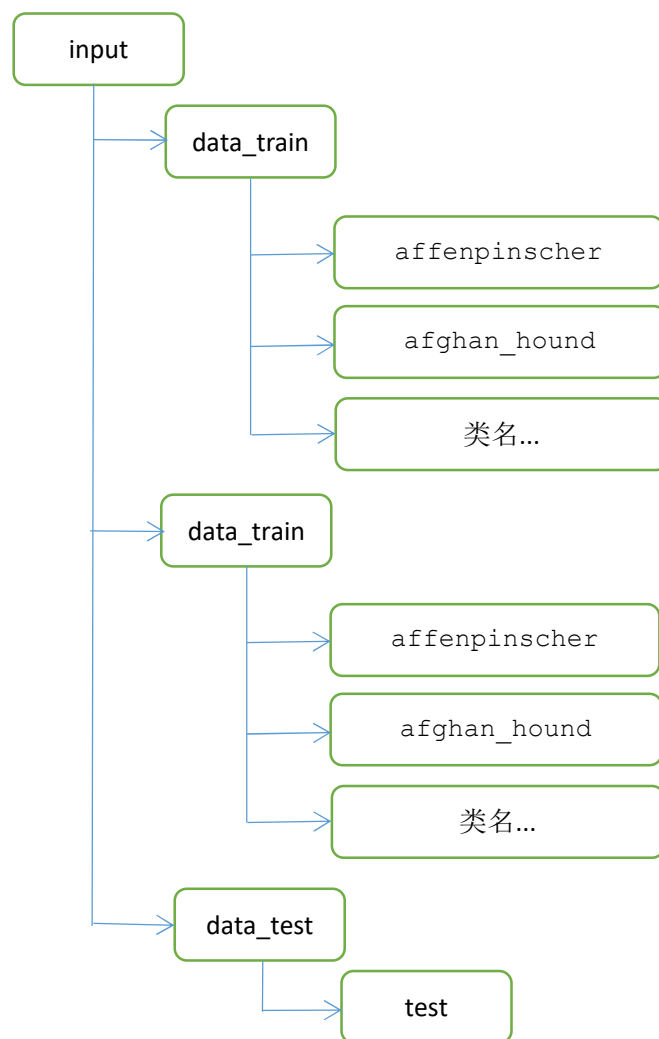 input
data_train
affenpinscher
afghan_hound
类名...
data_train
affenpinscher
afghan_hound
类名...
data_test
test